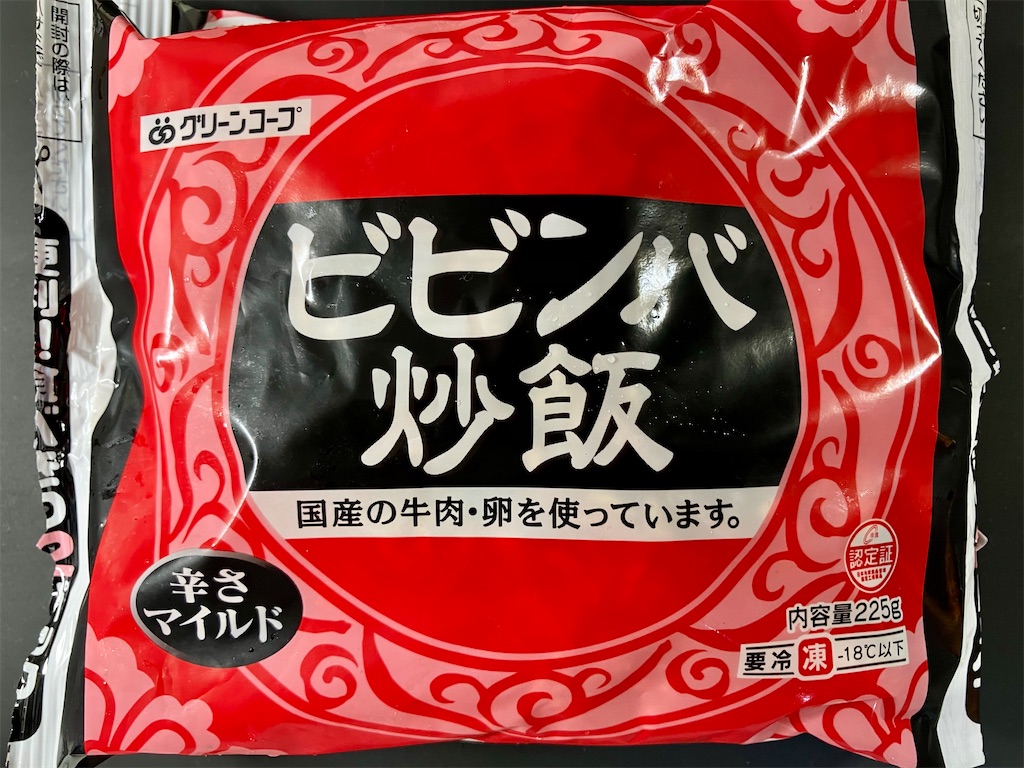 開封の際は、
グリーンコープ
ビビンバ
炒飯
国産の牛肉・卵を使っています。
辛さ
マイルド
認定証
内容量225g
要冷凍-18℃以下